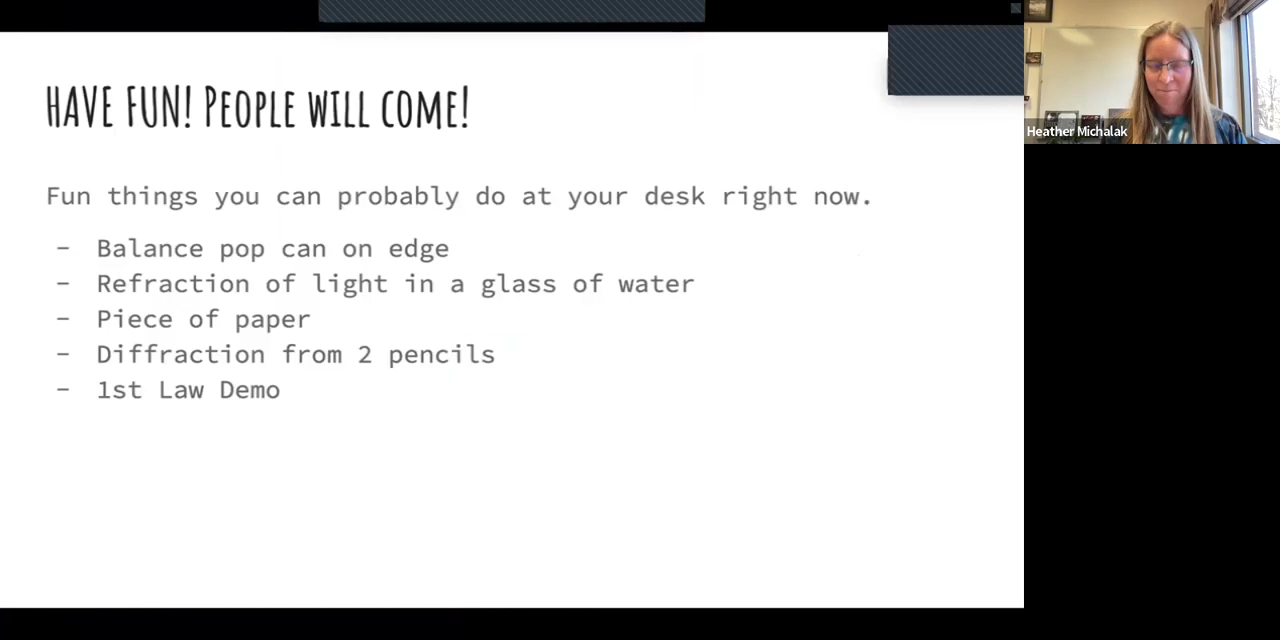 HAVE FUN! PEOPLE WILL COME!
Fun things you can probably do at your desk right now.
- Balance pop can on edge
- Refraction of light in a glass of water
- Piece of paper
- Diffraction from 2 pencils
- 1st Law Demo
Heather Michalak